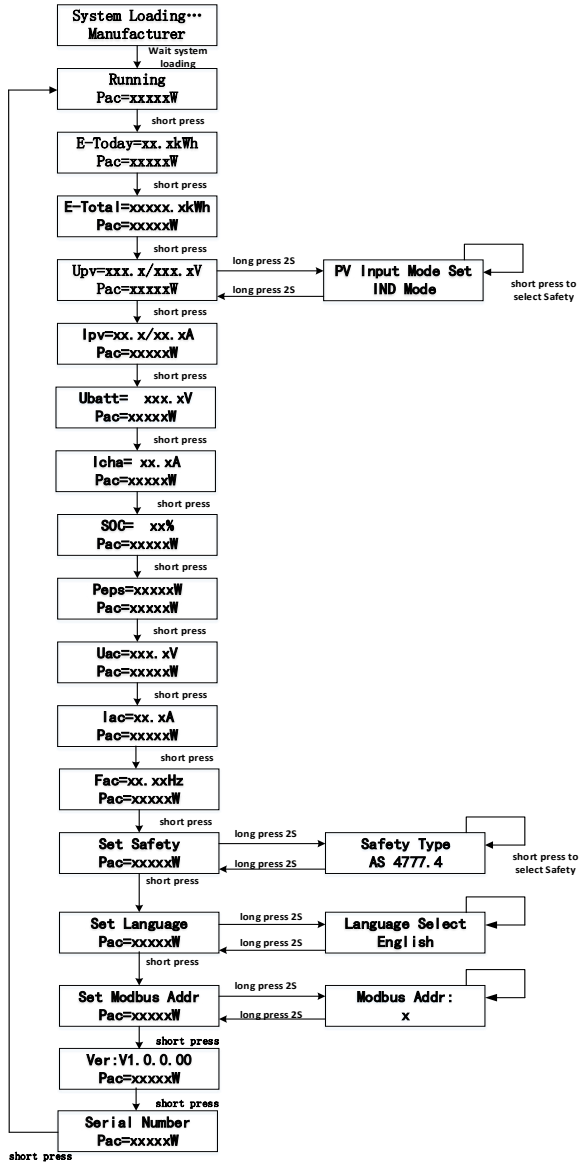 System Loading···
Manufacturer
Wait system
loading
Running
Pac=xxxxxW
short press
E-Today=xx.xkWh
Pac=xxxxxW
short press
E-Total=xxxxx.xkWh
Pac=xxxxxW
short press
Upv=xxx.x/xxx.xV
Pac=xxxxxW
long press 2S
long press 2S
PV Input Mode Set
IND Mode
short press to
select Safety
short press
Ipv=xx.x/xx.xA
Pac=xxxxxW
short press
Ubatt= xxx.xV
Pac=xxxxxW
short press
Icha= xx.xA
Pac=xxxxxW
short press
SOC= xx%
Pac=xxxxxW
short press
Peps=xxxxxW
Pac=xxxxxW
short press
Uac=xxx.xV
Pac=xxxxxW
short press
Iac=xx.xA
Pac=xxxxxW
short press
Fac=xx.xxHz
Pac=xxxxxW
short press
Set Safety
Pac=xxxxxW
long press 2S
long press 2S
Safety Type
AS 4777.4
short press to
select Safety
short press
Set Language
Pac=xxxxxW
long press 2S
long press 2S
Language Select
English
short press
Set Modbus Addr
Pac=xxxxxW
long press 2S
long press 2S
Modbus Addr:
x
short press
Ver:V1.0.0.00
Pac=xxxxxW
short press
Serial Number
Pac=xxxxxW
short press